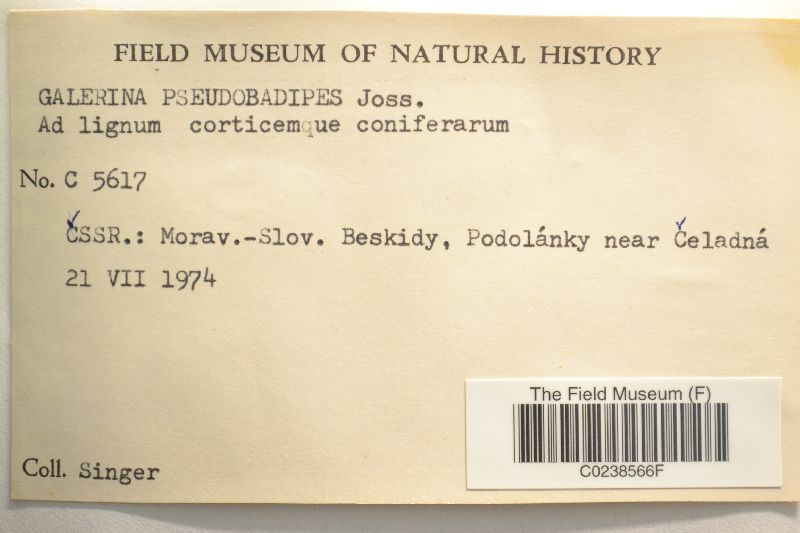 FIELD MUSEUM OF NATURAL HISTORY
GALERINA PSEUDOBADIPES Joss.
Ad lignum corticemque coniferarum
No. C 5617
ČSSR.: Morav.-Slov. Beskidy, Podolánky near Čeladná
21 VII 1974
The Field Museum (F)
C0238566F
Coll. Singer